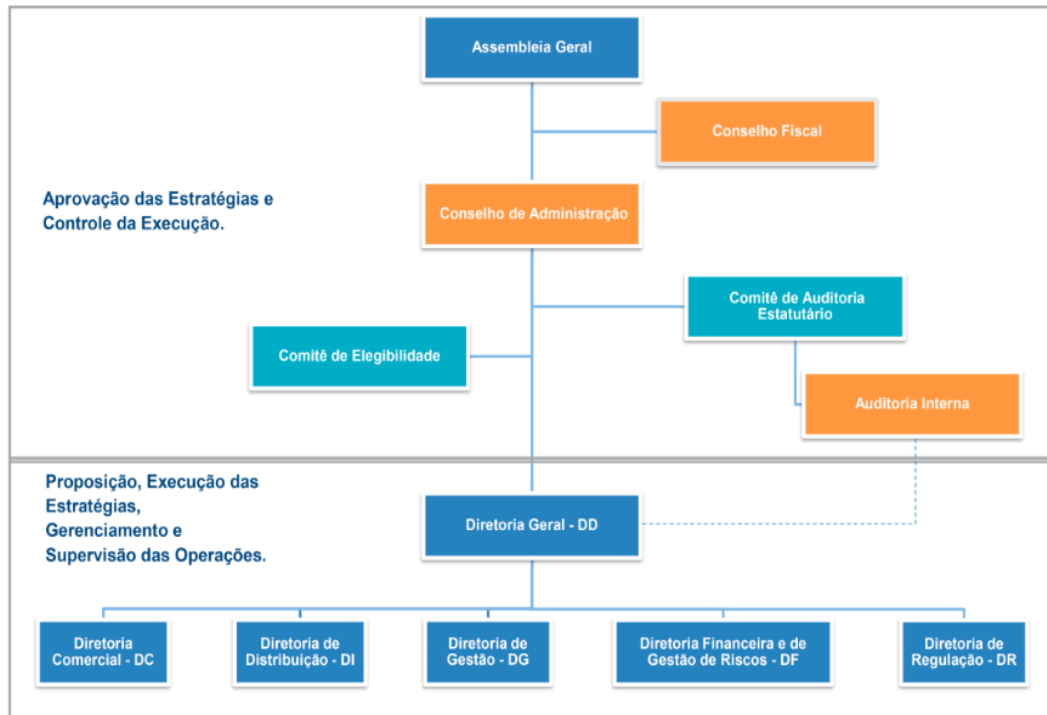 Assembleia Geral
Conselho Fiscal
Aprovação das Estratégias e
Controle da Execução.
Conselho de Administração
Comitê de Auditoria
Estatutário
Comitê de Elegibilidade
Auditoria Interna
Proposição, Execução das
Estratégias,
Gerenciamento e
Supervisão das Operações.
Diretoria Geral - DD
Diretoria
Comercial - DC
Diretoria de
Distribuição - DI
Diretoria de
Gestão - DG
Diretoria Financeira e de
Gestão de Riscos - DF
Diretoria de
Regulação - DR